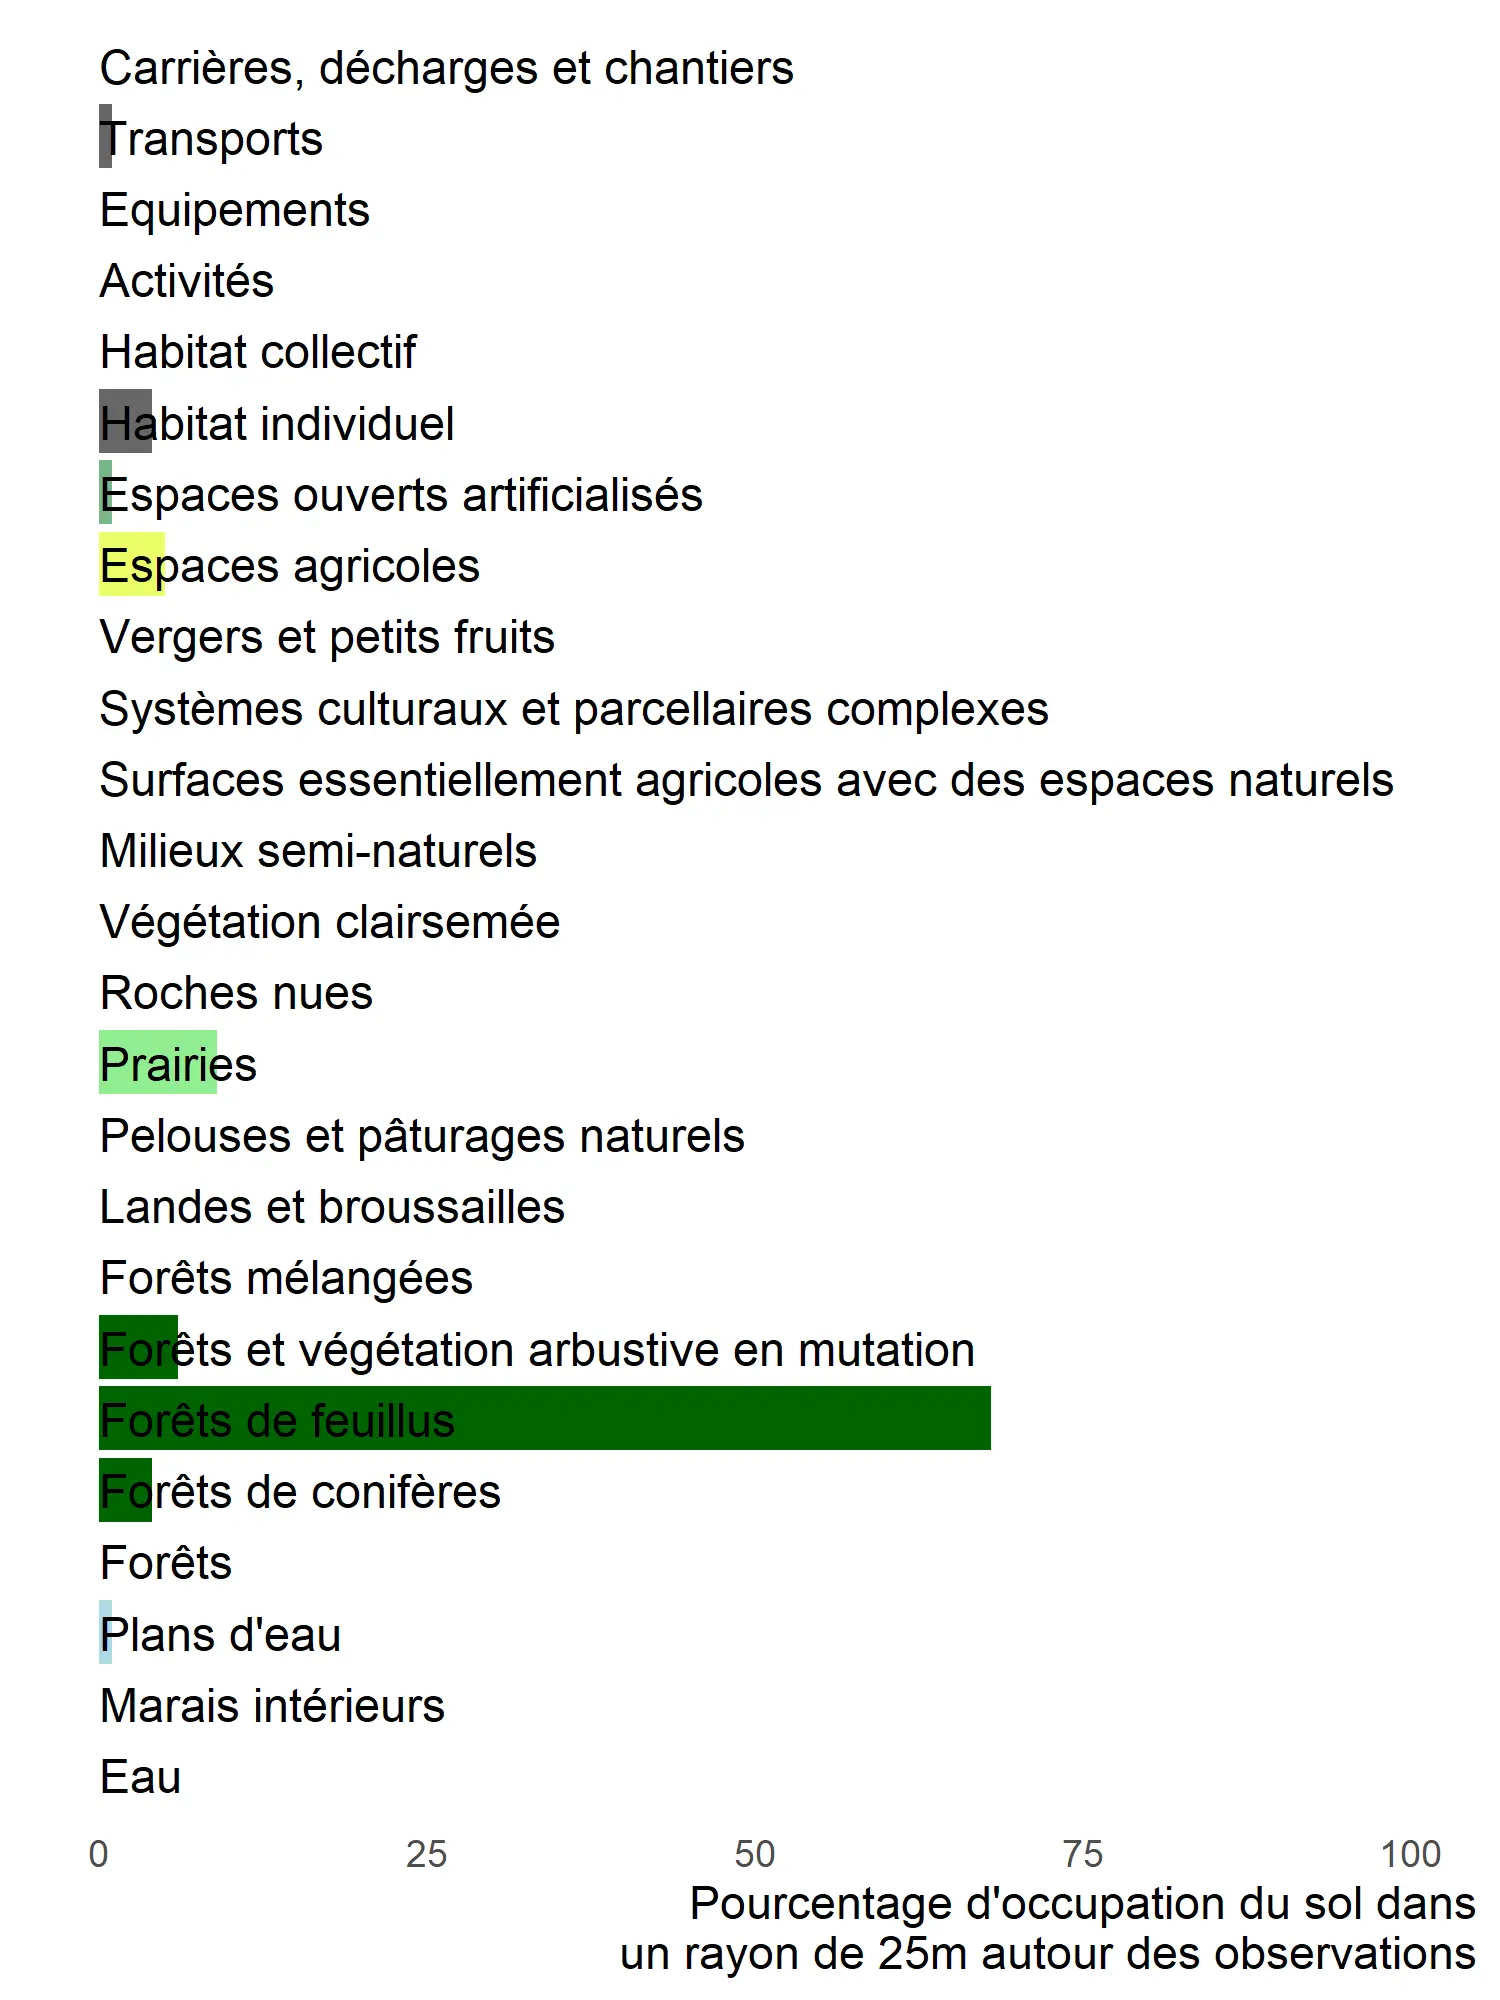 Carrières, décharges et chantiers
Transports
Equipements
Activités
Habitat collectif
Habitat individuel
Espaces ouverts artificialisés
Espaces agricoles
Vergers et petits fruits
Systèmes culturaux et parcellaires complexes
Surfaces essentiellement agricoles avec des espaces naturels
Milieux semi-naturels
Végétation clairsemée
Roches nues
Prairies
Pelouses et pâturages naturels
Landes et broussailles
Forêts mélangées
Forêts et végétation arbustive en mutation
Forêts de feuillus
Forêts de conifères
Forêts
Plans d'eau
Marais intérieurs
Eau
0 25 50 75 100
Pourcentage d'occupation du sol dans
un rayon de 25m autour des observations